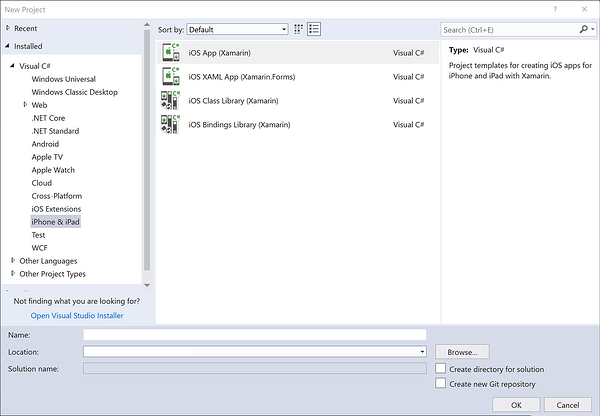 New Project
Recent
Installed
Visual C#
Windows Universal
Windows Classic Desktop
Web
.NET Core
.NET Standard
Android
Apple TV
Apple Watch
Cloud
Cross-Platform
iOS Extensions
iPhone & iPad
Test
WCF
Other Languages
Other Project Types
Not finding what you are looking for?
Open Visual Studio Installer
Sort by: Default
iOS App (Xamarin) Visual C#
iOS XAML App (Xamarin.Forms) Visual C#
iOS Class Library (Xamarin) Visual C#
iOS Bindings Library (Xamarin) Visual C#
Search (Ctrl+E)
Type: Visual C#
Project templates for creating iOS apps for
iPhone and iPad with Xamarin.
Name:
Location:
Browse...
Solution name:
Create directory for solution
Create new Git repository
OK Cancel